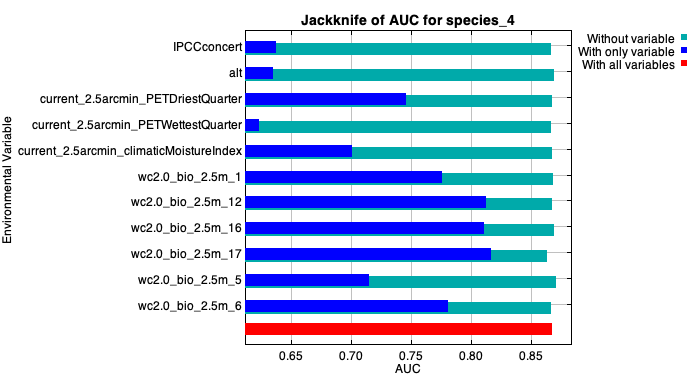 Jackknife of AUC for species_4
Without variable
With only variable
With all variables
Environmental Variable
IPCCconcert
alt
current_2.5arcmin_PETDriestQuarter
current_2.5arcmin_PETWettestQuarter
current_2.5arcmin_climaticMoistureIndex
wc2.0_bio_2.5m_1
wc2.0_bio_2.5m_12
wc2.0_bio_2.5m_16
wc2.0_bio_2.5m_17
wc2.0_bio_2.5m_5
wc2.0_bio_2.5m_6
0.65 0.70 0.75 0.80 0.85
AUC